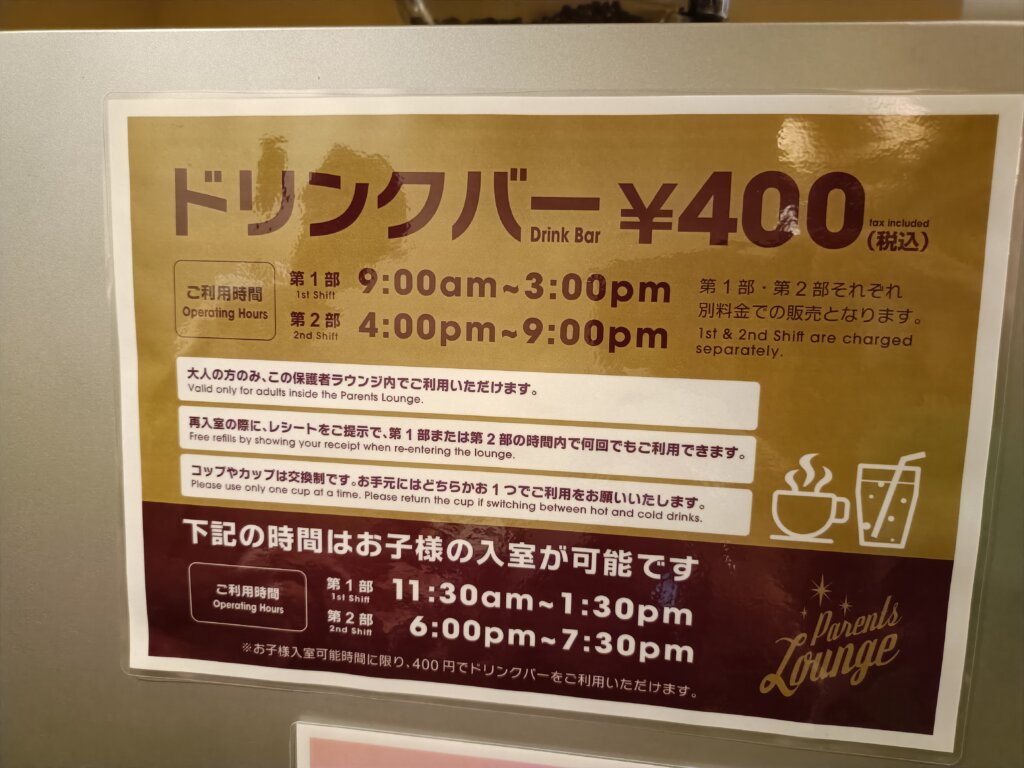 ドリンクバー ¥400 tax included
Drink Bar (税込)
ご利用時間
Operating Hours
第1部 9:00am~3:00pm
1st Shift
第2部 4:00pm~9:00pm
2nd Shift
第1部・第2部それぞれ
別料金での販売となります。
1st & 2nd Shift are charged
separately.
大人の方のみ、この保護者ラウンジ内でご利用いただけます。
Valid only for adults inside the Parents Lounge.
再入室の際に、レシートをご提示で、第1部または第2部の時間内で何回でもご利用できます。
Free refills by showing your receipt when re-entering the lounge.
コップやカップは交換制です。お手元にはどちらかお1つでご利用をお願いいたします。
Please use only one cup at a time. Please return the cup if switching between hot and cold drinks.
下記の時間はお子様の入室が可能です
ご利用時間
Operating Hours
第1部 11:30am~1:30pm
1st Shift
第2部 6:00pm~7:30pm
2nd Shift
※お子様入室可能時間に限り、400円でドリンクバーをご利用いただけます。
Parents
Lounge